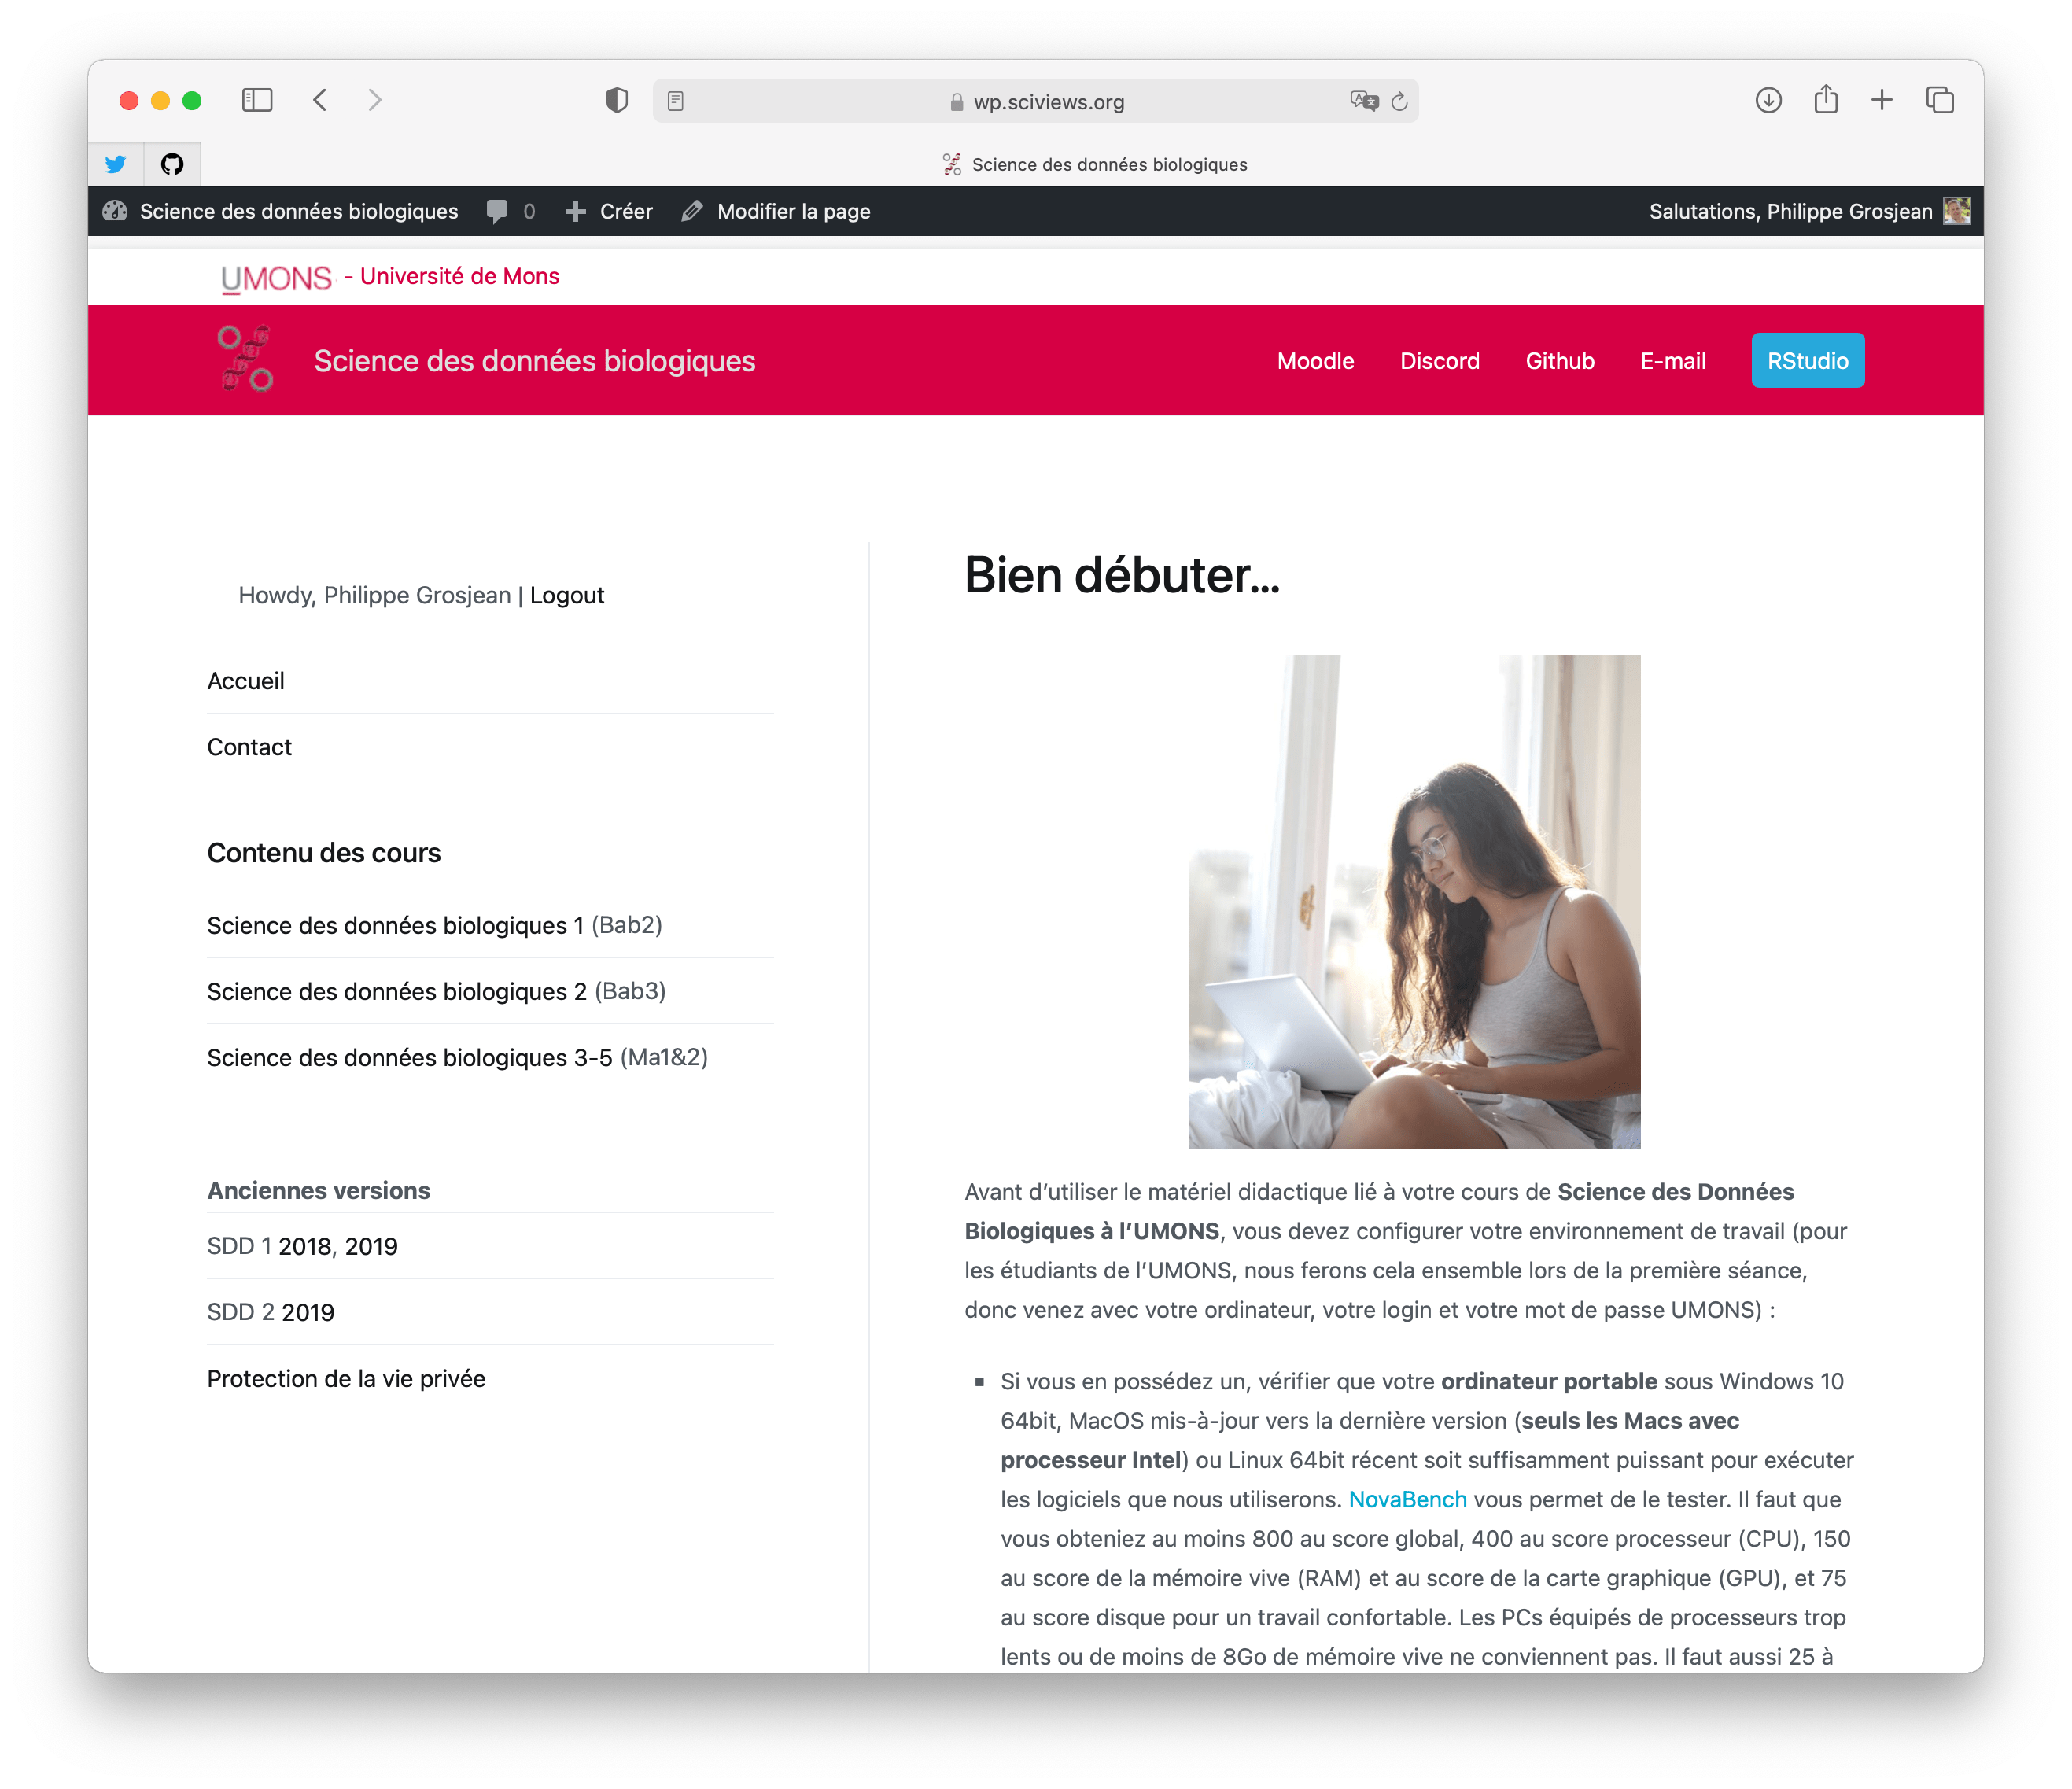 wp.sciviews.org
Science des données biologiques
Science des données biologiques 0 Créer Modifier la page Salutations, Philippe Grosjean
UMONS - Université de Mons
Science des données biologiques Moodle Discord Github E-mail RStudio
Howdy, Philippe Grosjean | Logout
Accueil
Contact
Contenu des cours
Science des données biologiques 1 (Bab2)
Science des données biologiques 2 (Bab3)
Science des données biologiques 3-5 (Ma1&2)
Anciennes versions
SDD 1 2018, 2019
SDD 2 2019
Protection de la vie privée
Bien débuter...
Avant d’utiliser le matériel didactique lié à votre cours de Science des Données
Biologiques à l’UMONS, vous devez configurer votre environnement de travail (pour
les étudiants de l’UMONS, nous ferons cela ensemble lors de la première séance,
donc venez avec votre ordinateur, votre login et votre mot de passe UMONS) :
▪ Si vous en possédez un, vérifier que votre ordinateur portable sous Windows 10
64bit, MacOS mis-à-jour vers la dernière version (seuls les Macs avec
processeur Intel) ou Linux 64bit récent soit suffisamment puissant pour exécuter
les logiciels que nous utiliserons. NovaBench vous permet de le tester. Il faut que
vous obteniez au moins 800 au score global, 400 au score processeur (CPU), 150
au score de la mémoire vive (RAM) et au score de la carte graphique (GPU), et 75
au score disque pour un travail confortable. Les PCs équipés de processeurs trop
lents ou de moins de 8Go de mémoire vive ne conviennent pas. Il faut aussi 25 à